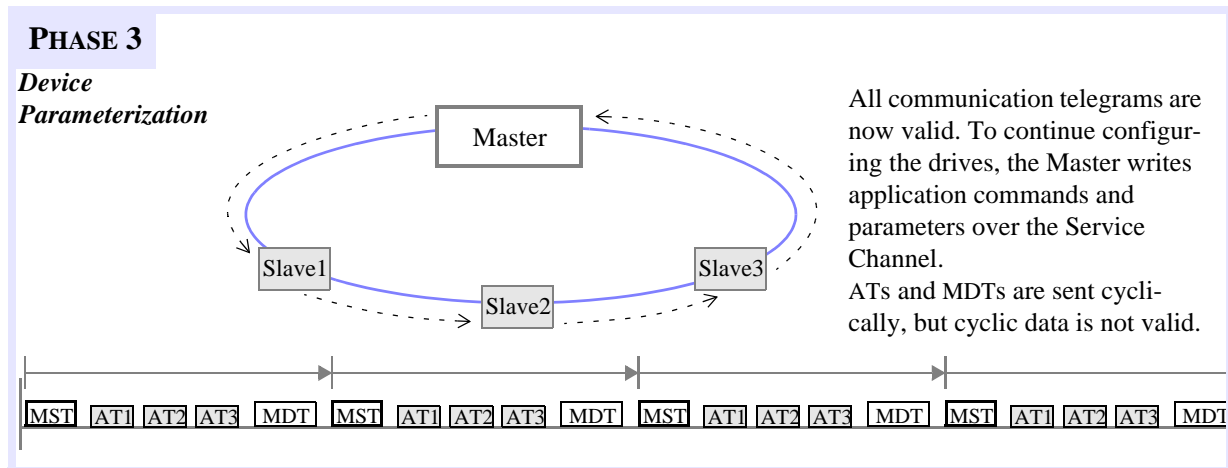 PHASE 3
Device
Parameterization
Master
Slave1
Slave2
Slave3
All communication telegrams are
now valid. To continue configur-
ing the drives, the Master writes
application commands and
parameters over the Service
Channel.
ATs and MDTs are sent cycli-
cally, but cyclic data is not valid.
MST AT1 AT2 AT3 MDT MST AT1 AT2 AT3 MDT MST AT1 AT2 AT3 MDT MST AT1 AT2 AT3 MDT